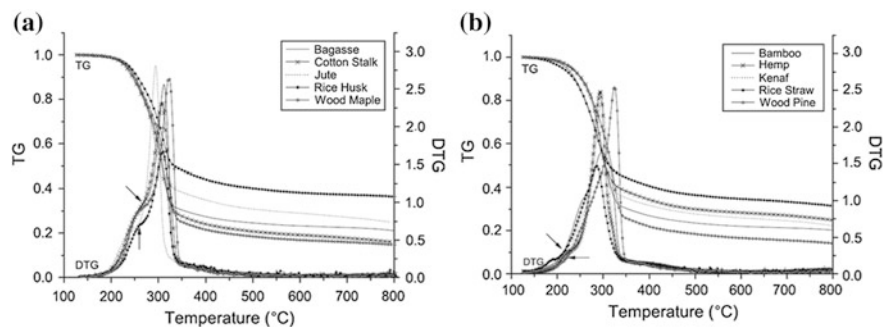 (a)
1.0
0.8
0.6
0.4
0.2
0.0
TG
TG
DTG
Bagasse
Cotton Stalk
Jute
Rice Husk
Wood Maple
3.0
2.5
2.0
1.5
1.0
0.5
0.0
DTG
100 200 300 400 500 600 700 800
Temperature (°C)
(b)
1.0
0.8
0.6
0.4
0.2
0.0
TG
TG
DTG
Bamboo
Hemp
Kenaf
Rice Straw
Wood Pine
3.0
2.5
2.0
1.5
1.0
0.5
0.0
DTG
100 200 300 400 500 600 700 800
Temperature (°C)